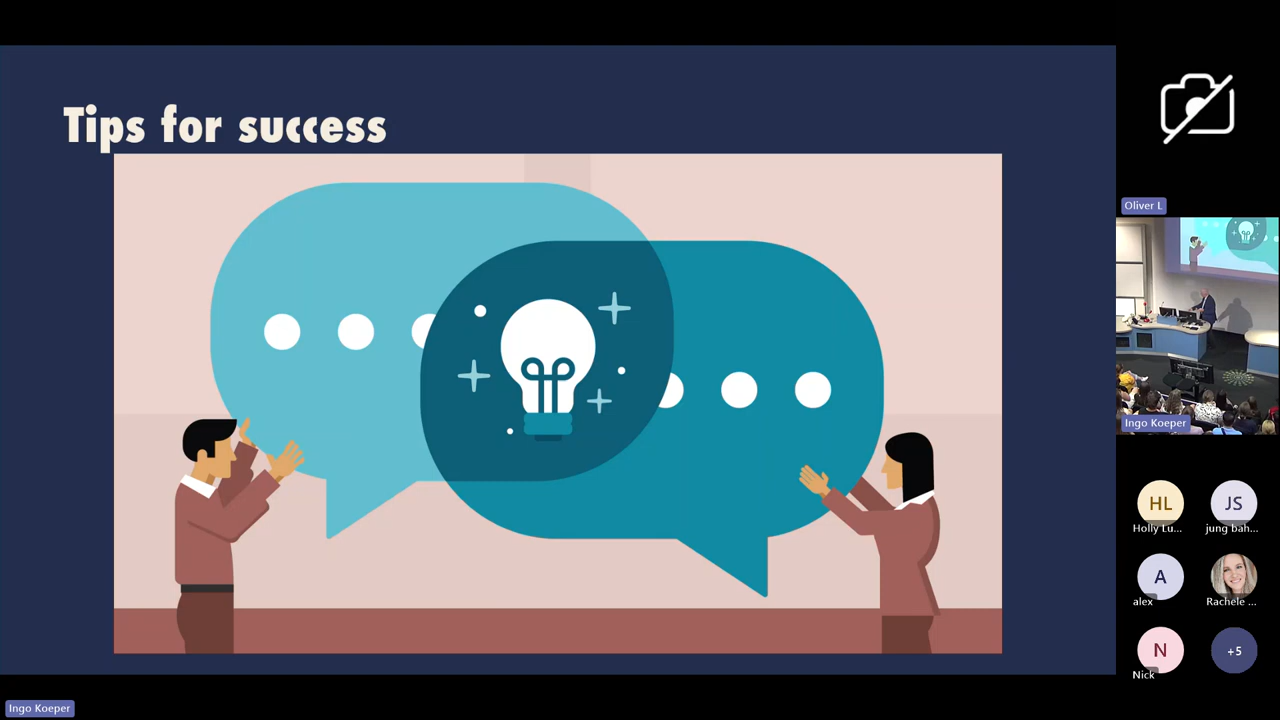 Tips for success
Oliver L
Ingo Koeper
HL
JS
Holly Lu...
jung bah...
A
alex
Rachele ...
N
+5
Nick
Ingo Koeper